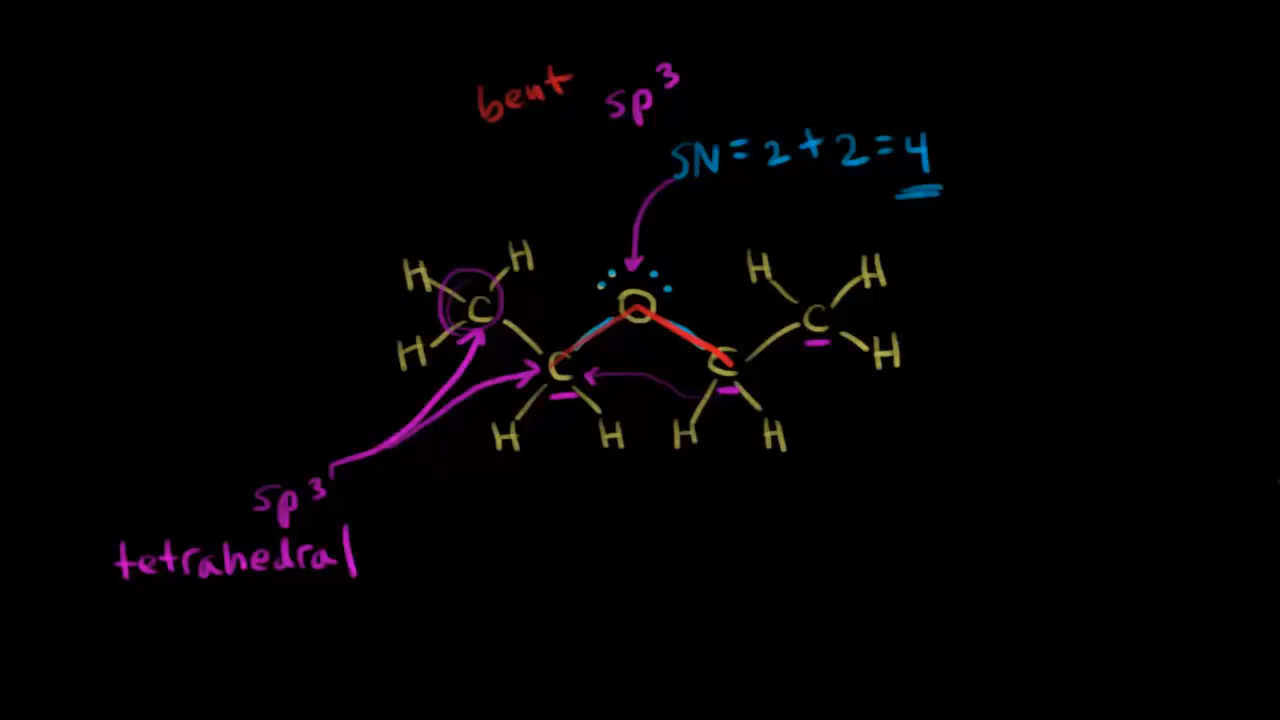 bent sp³
SN = 2 + 2 = 4
H H O H H
C C
H C C H
H H H H
sp³
tetrahedral